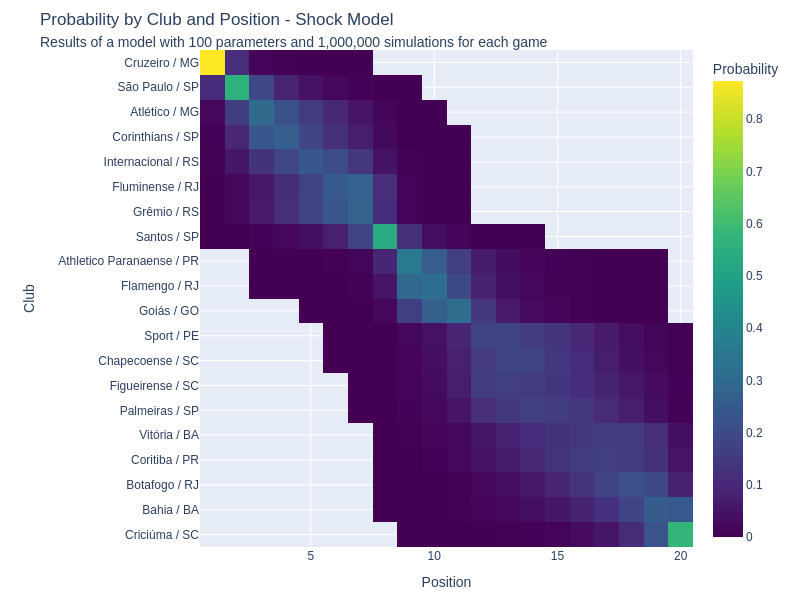 Probability by Club and Position - Shock Model
Results of a model with 100 parameters and 1,000,000 simulations for each game
Cruzeiro / MG
São Paulo / SP
Atlético / MG
Corinthians / SP
Internacional / RS
Fluminense / RJ
Grêmio / RS
Santos / SP
Athletico Paranaense / PR
Flamengo / RJ
Goiás / GO
Sport / PE
Chapecoense / SC
Figueirense / SC
Palmeiras / SP
Vitória / BA
Coritiba / PR
Botafogo / RJ
Bahia / BA
Criciúma / SC
Club
5 10 15 20
Position
Probability
0.8
0.7
0.6
0.5
0.4
0.3
0.2
0.1
0